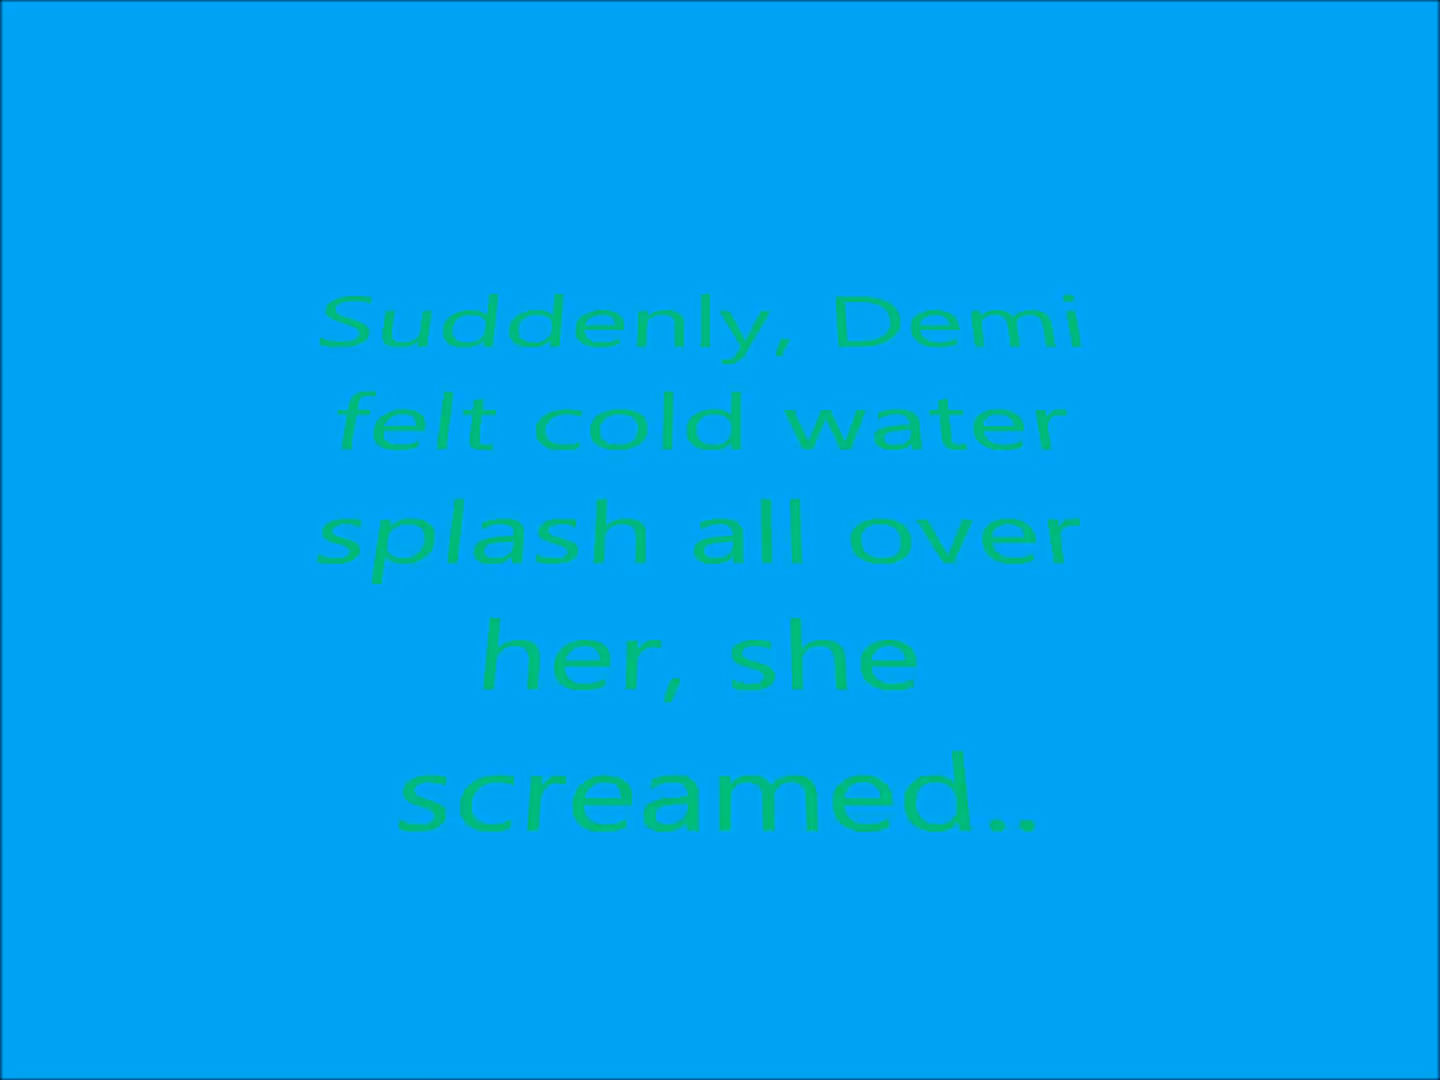 Suddenly, Demi
felt cold water
splash all over
her, she
screamed..